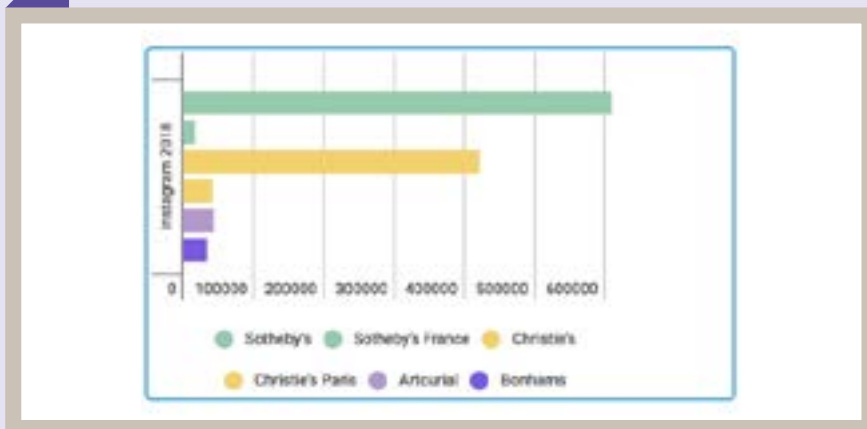 Instagram 2018
0 100000 200000 300000 400000 500000 600000
Sotheby's Sotheby's France Christie's
Christie's Paris Artcurial Bonhams